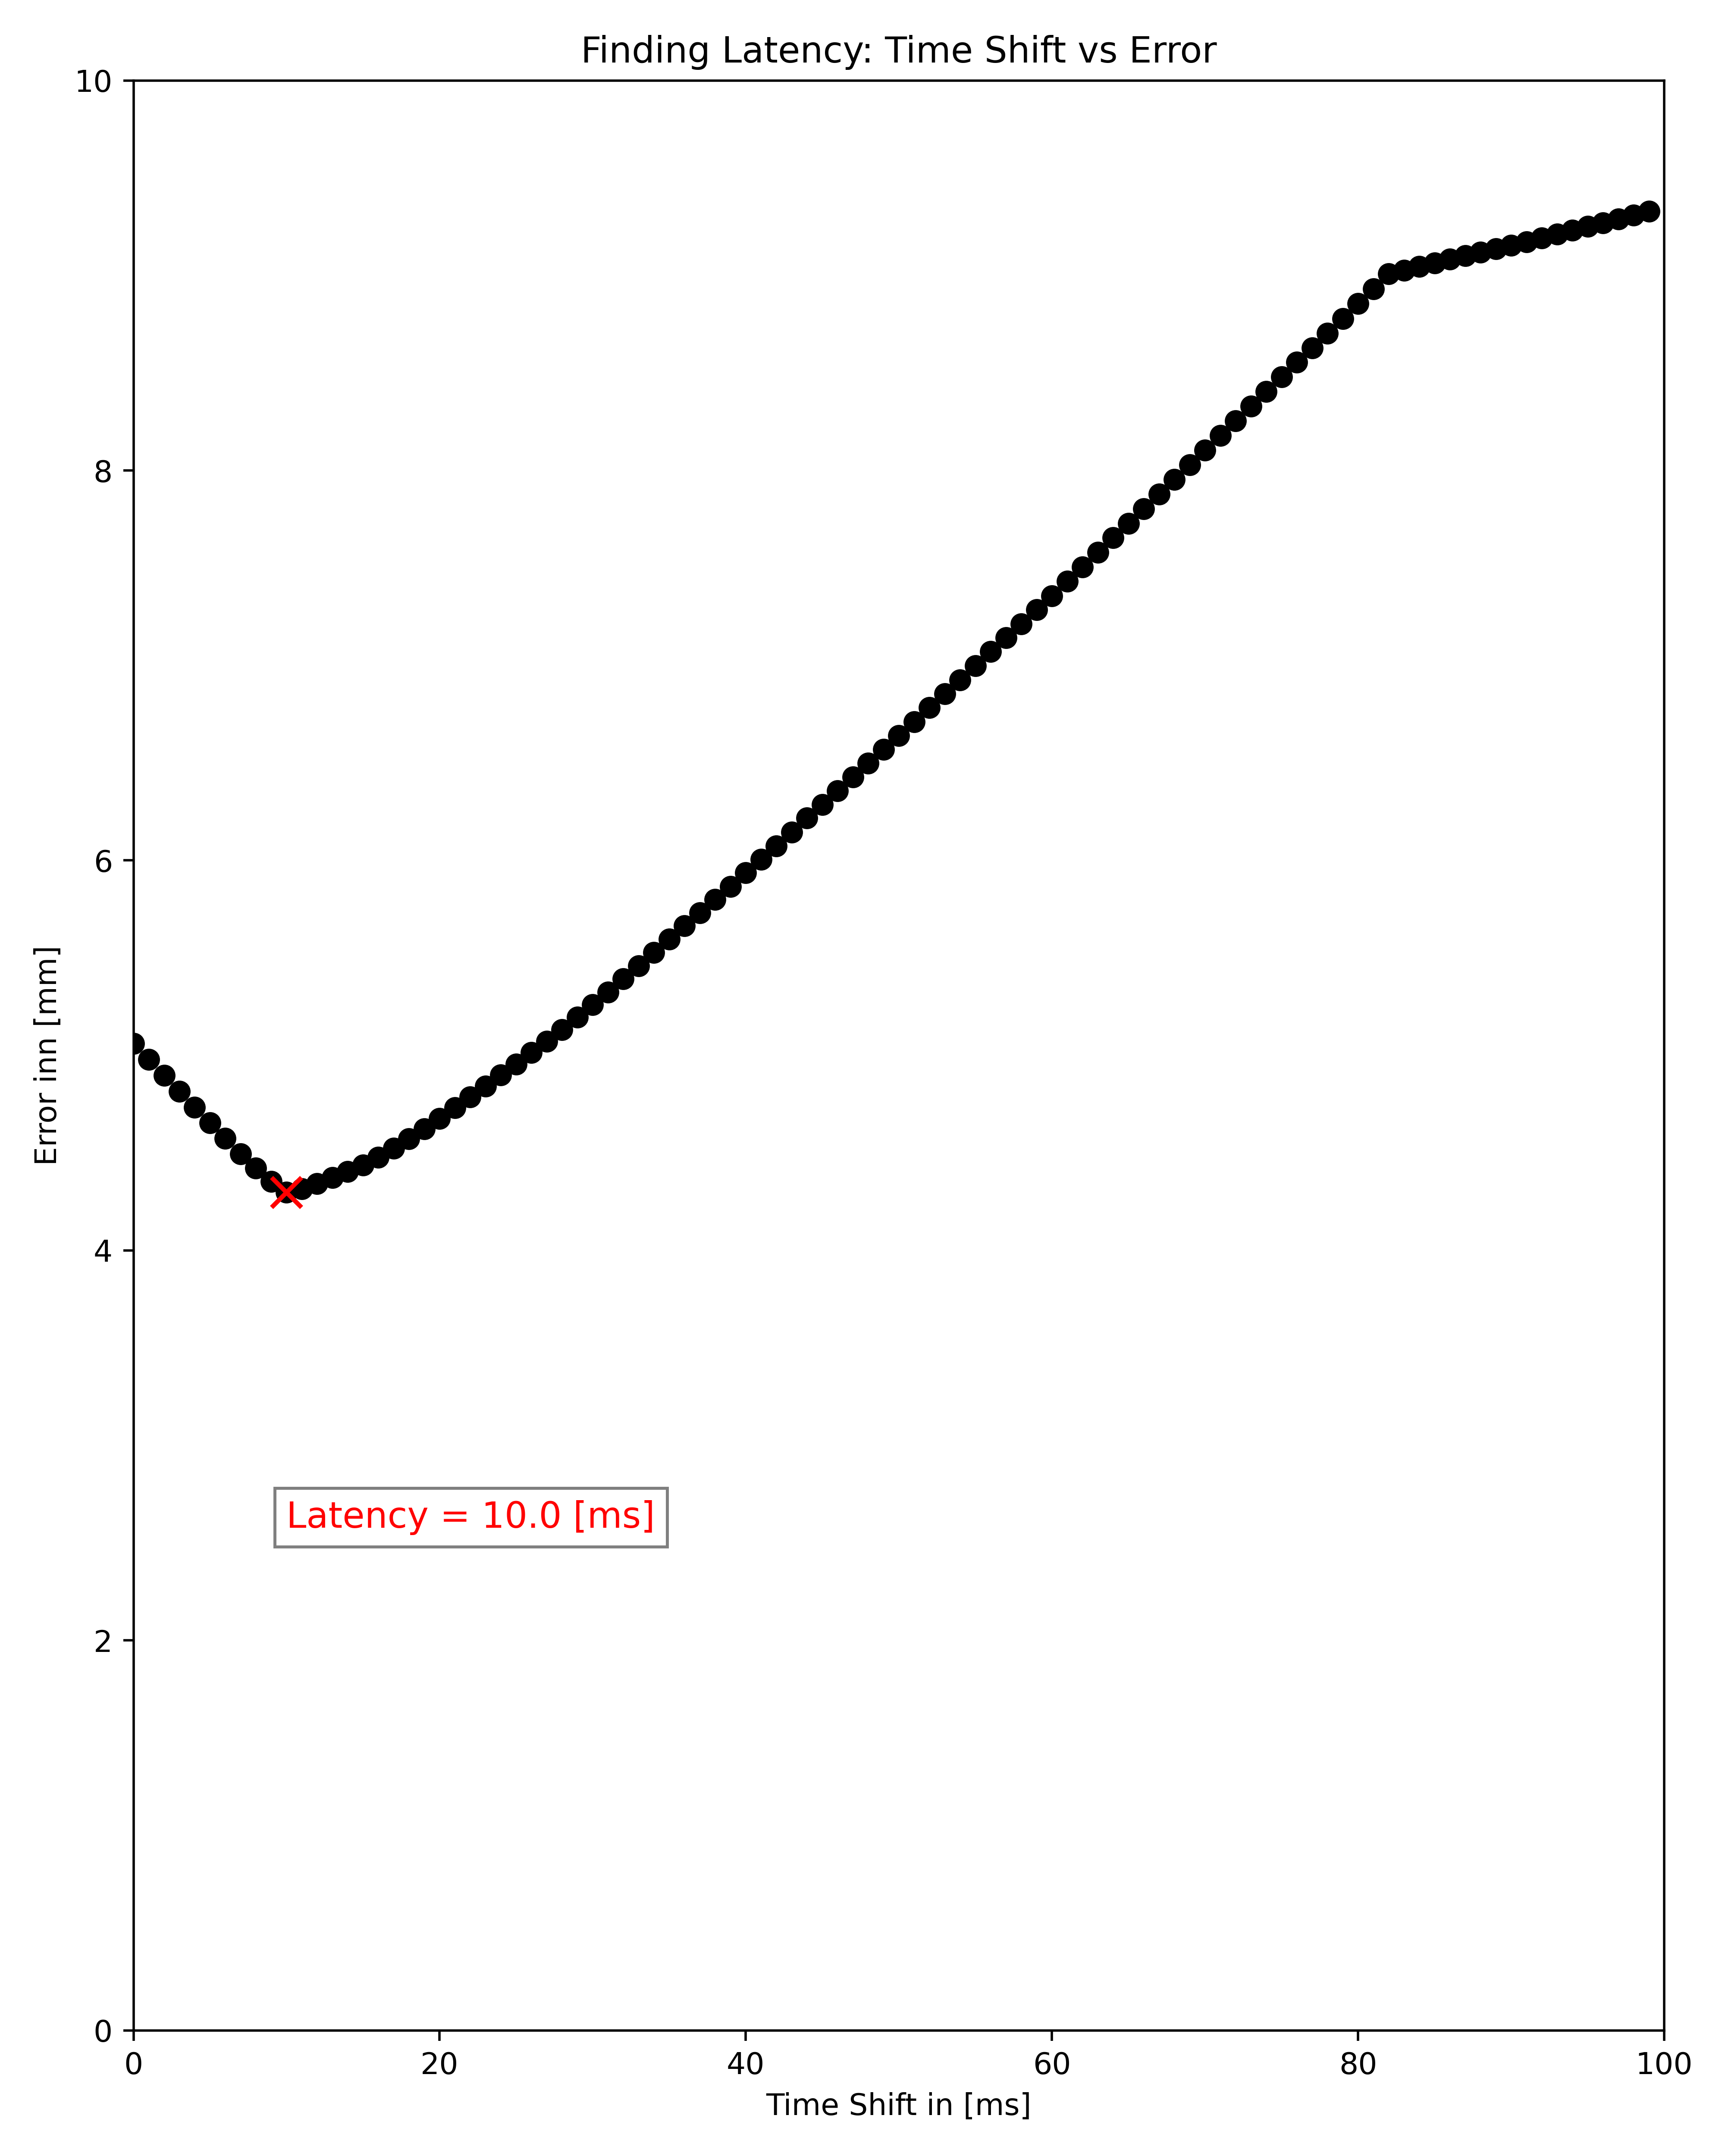 Finding Latency: Time Shift vs Error
10
8
6
4
2
0
Error inn [mm]
Latency = 10.0 [ms]
0 20 40 60 80 100
Time Shift in [ms]